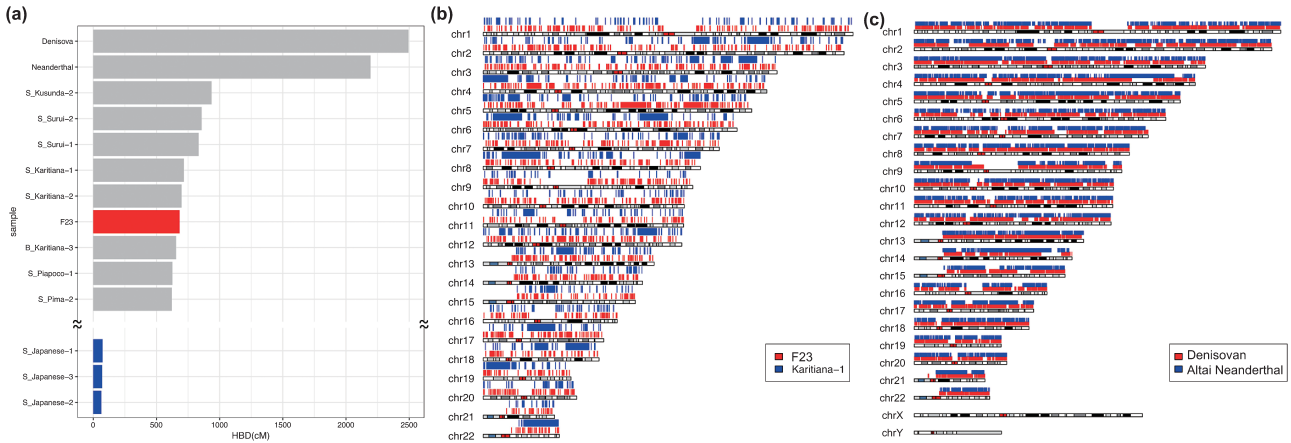 (a)
sample
Denisova
Neanderthal
S_Kusunda−2
S_Surui−2
S_Surui−1
S_Karitiana−1
S_Karitiana−2
F23
B_Karitiana−3
S_Piapoco−1
S_Pima−2
≈ ≈
S_Japanese−1
S_Japanese−3
S_Japanese−2
0 500 1000 1500 2000 2500
HBD(cM)
(b)
chr1
chr2
chr3
chr4
chr5
chr6
chr7
chr8
chr9
chr10
chr11
chr12
chr13
chr14
chr15
chr16
chr17
chr18
chr19
chr20
chr21
chr22
F23
Karitiana−1
(c)
chr1
chr2
chr3
chr4
chr5
chr6
chr7
chr8
chr9
chr10
chr11
chr12
chr13
chr14
chr15
chr16
chr17
chr18
chr19
chr20
chr21
chr22
chrX
chrY
Denisovan
Altai Neanderthal